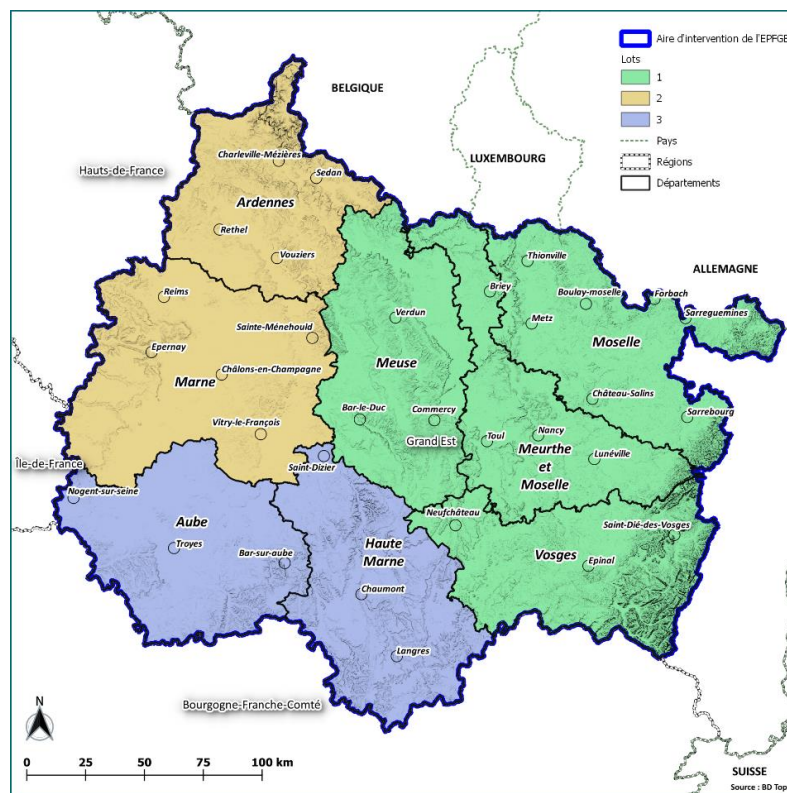 Aire d'intervention de l'EPFGE
Lots
1
2
3
Pays
Régions
Départements
BELGIQUE
LUXEMBOURG
ALLEMAGNE
SUISSE
Hauts-de-France
Île-de-France
Grand Est
Bourgogne-Franche-Comté
Charleville-Mézières
Sedan
Ardennes
Rethel
Vouziers
Reims
Sainte-Ménehould
Epernay
Châlons-en-Champagne
Marne
Vitry-le-François
Verdun
Meuse
Bar-le-Duc
Commercy
Briey
Thionville
Boulay-moselle
Forbach
Sarreguemines
Metz
Moselle
Château-Salins
Sarrebourg
Toul
Nancy
Lunéville
Meurthe
et
Moselle
Saint-Dizier
Nogent-sur-seine
Aube
Troyes
Bar-sur-aube
Haute
Marne
Chaumont
Langres
Neufchâteau
Saint-Dié-des-Vosges
Vosges
Epinal
N
0 25 50 75 100 km
Source : BD Top